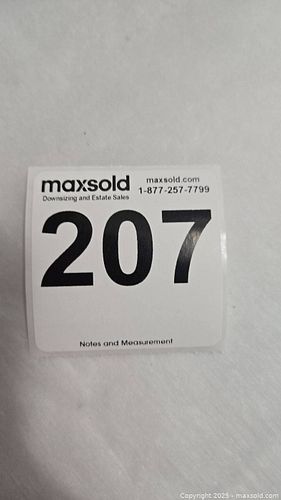 maxsold
Downsizing and Estate Sales
maxsold.com
1-877-257-7799
207
Notes and Measurement
Copyright 2025 - maxsold.com